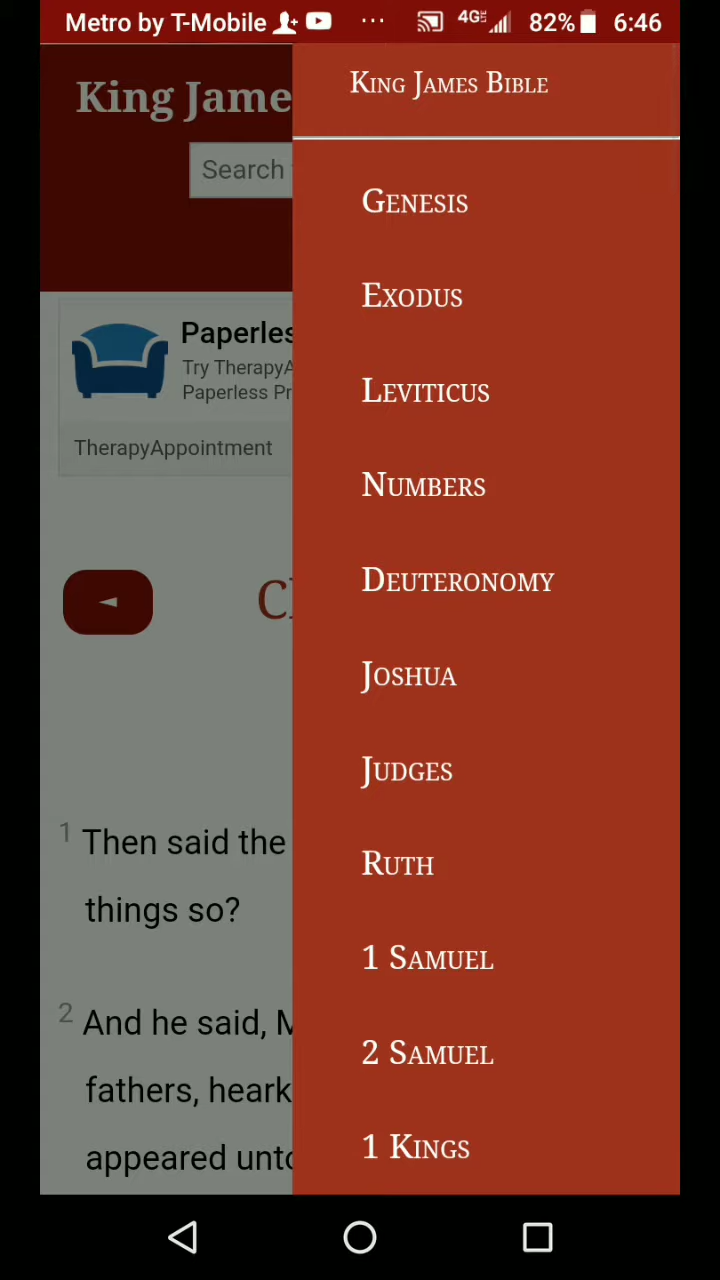 Metro by T-Mobile ... 4G 82% 6:46
King Jame
Search
Paperles
Try TherapyA
Paperless Pr
TherapyAppointment
◄
1 Then said the
things so?
2 And he said, M
fathers, heark
appeared unto
King James Bible
Genesis
Exodus
Leviticus
Numbers
Deuteronomy
Joshua
Judges
Ruth
1 Samuel
2 Samuel
1 Kings